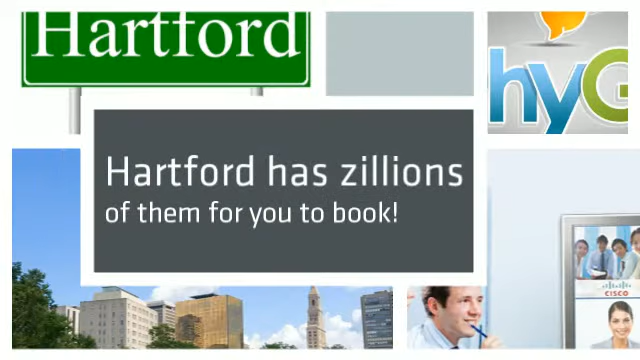 Hartford
hyG
Hartford has zillions
of them for you to book!
CISCO